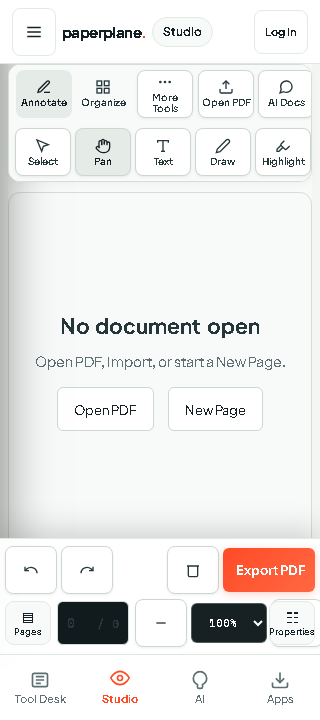 paperplane. Studio Log In
Annotate Organize More Tools Open PDF AI Docs
Select Pan Text Draw Highlight
No document open
Open PDF, Import, or start a New Page.
Open PDF New Page
Export PDF
Pages 0 / 0 100% Properties
Tool Desk Studio AI Apps